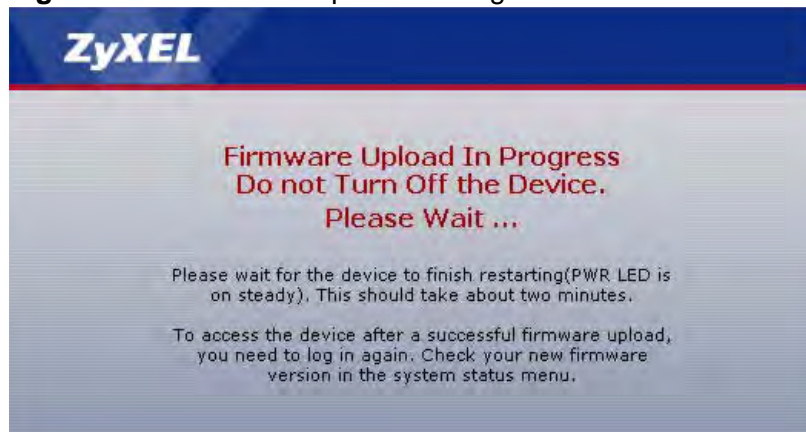 ZyXEL
Firmware Upload In Progress
Do not Turn Off the Device.
Please Wait ...
Please wait for the device to finish restarting(PWR LED is
on steady). This should take about two minutes.
To access the device after a successful firmware upload,
you need to log in again. Check your new firmware
version in the system status menu.